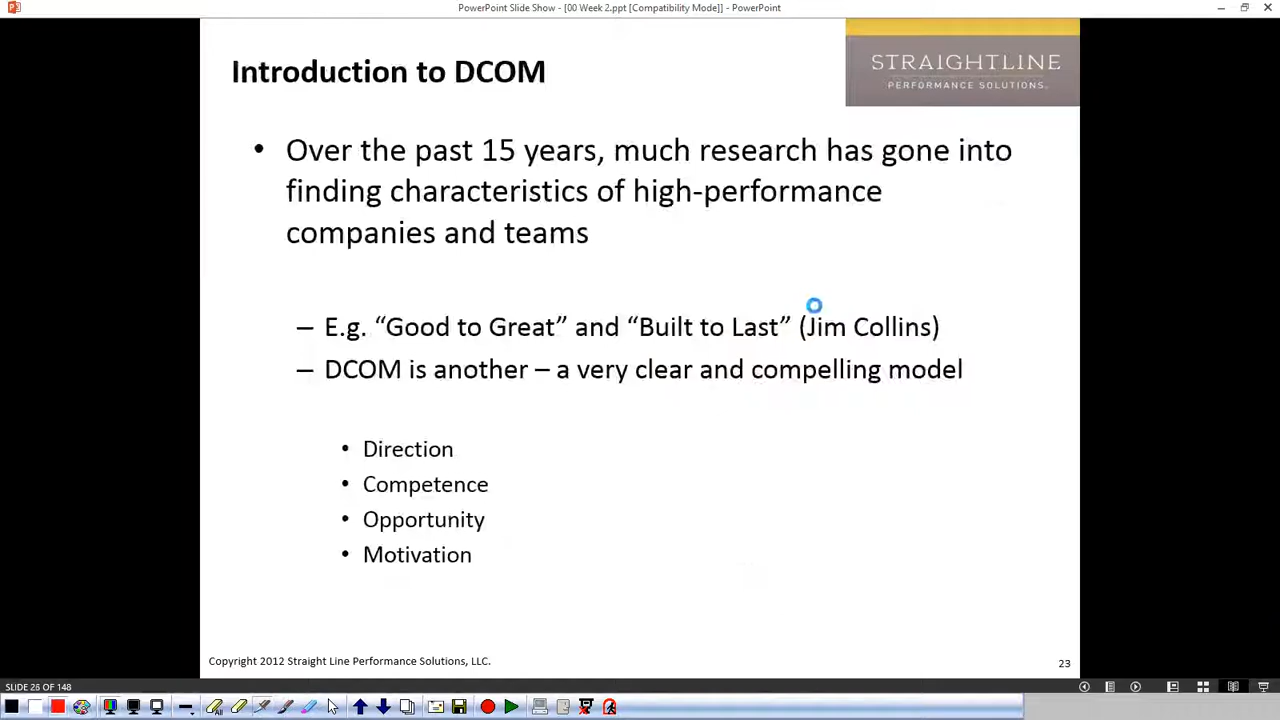 PowerPoint Slide Show - [00 Week 2.ppt [Compatibility Mode]] - PowerPoint
Introduction to DCOM
STRAIGHTLINE
PERFORMANCE SOLUTIONS.
• Over the past 15 years, much research has gone into
finding characteristics of high-performance
companies and teams
– E.g. “Good to Great” and “Built to Last” (Jim Collins)
– DCOM is another – a very clear and compelling model
• Direction
• Competence
• Opportunity
• Motivation
Copyright 2012 Straight Line Performance Solutions, LLC.
23
SLIDE 26 OF 148